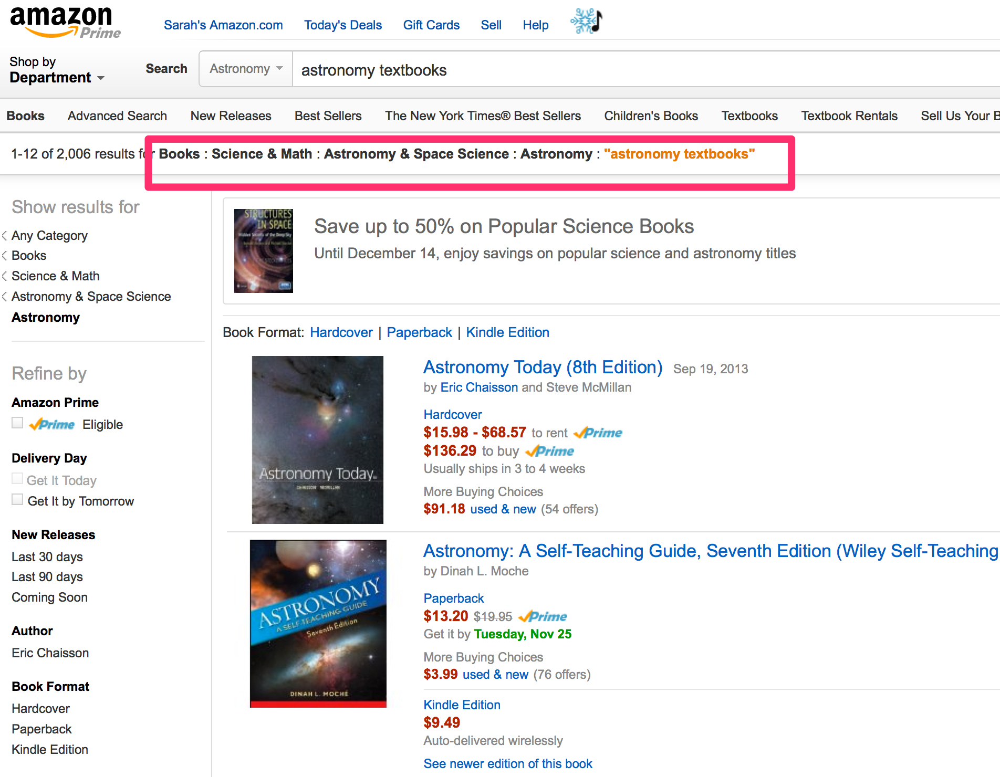 amazon
Prime
Sarah's Amazon.com Today's Deals Gift Cards Sell Help
Shop by
Department
Search Astronomy astronomy textbooks
Books Advanced Search New Releases Best Sellers The New York Times® Best Sellers Children's Books Textbooks Textbook Rentals Sell Us Your B
1-12 of 2,006 results for Books : Science & Math : Astronomy & Space Science : Astronomy : "astronomy textbooks"
Show results for
Any Category
Books
Science & Math
Astronomy & Space Science
Astronomy
Refine by
Amazon Prime
Prime Eligible
Delivery Day
Get It Today
Get It by Tomorrow
New Releases
Last 30 days
Last 90 days
Coming Soon
Author
Eric Chaisson
Book Format
Hardcover
Paperback
Kindle Edition
STRUCTURES
IN SPACE
Hidden Secrets of the Deep Sky
Save up to 50% on Popular Science Books
Until December 14, enjoy savings on popular science and astronomy titles
Book Format: Hardcover | Paperback | Kindle Edition
Astronomy Today
CHAISSON MCMILLAN
Astronomy Today (8th Edition) Sep 19, 2013
by Eric Chaisson and Steve McMillan
Hardcover
$15.98 - $68.57 to rent Prime
$136.29 to buy Prime
Usually ships in 3 to 4 weeks
More Buying Choices
$91.18 used & new (54 offers)
ASTRONOMY
A SELF-TEACHING GUIDE
Seventh Edition
DINAH L. MOCHÉ
Astronomy: A Self-Teaching Guide, Seventh Edition (Wiley Self-Teaching
by Dinah L. Moche
Paperback
$13.20 $19.95 Prime
Get it by Tuesday, Nov 25
More Buying Choices
$3.99 used & new (76 offers)
Kindle Edition
$9.49
Auto-delivered wirelessly
See newer edition of this book